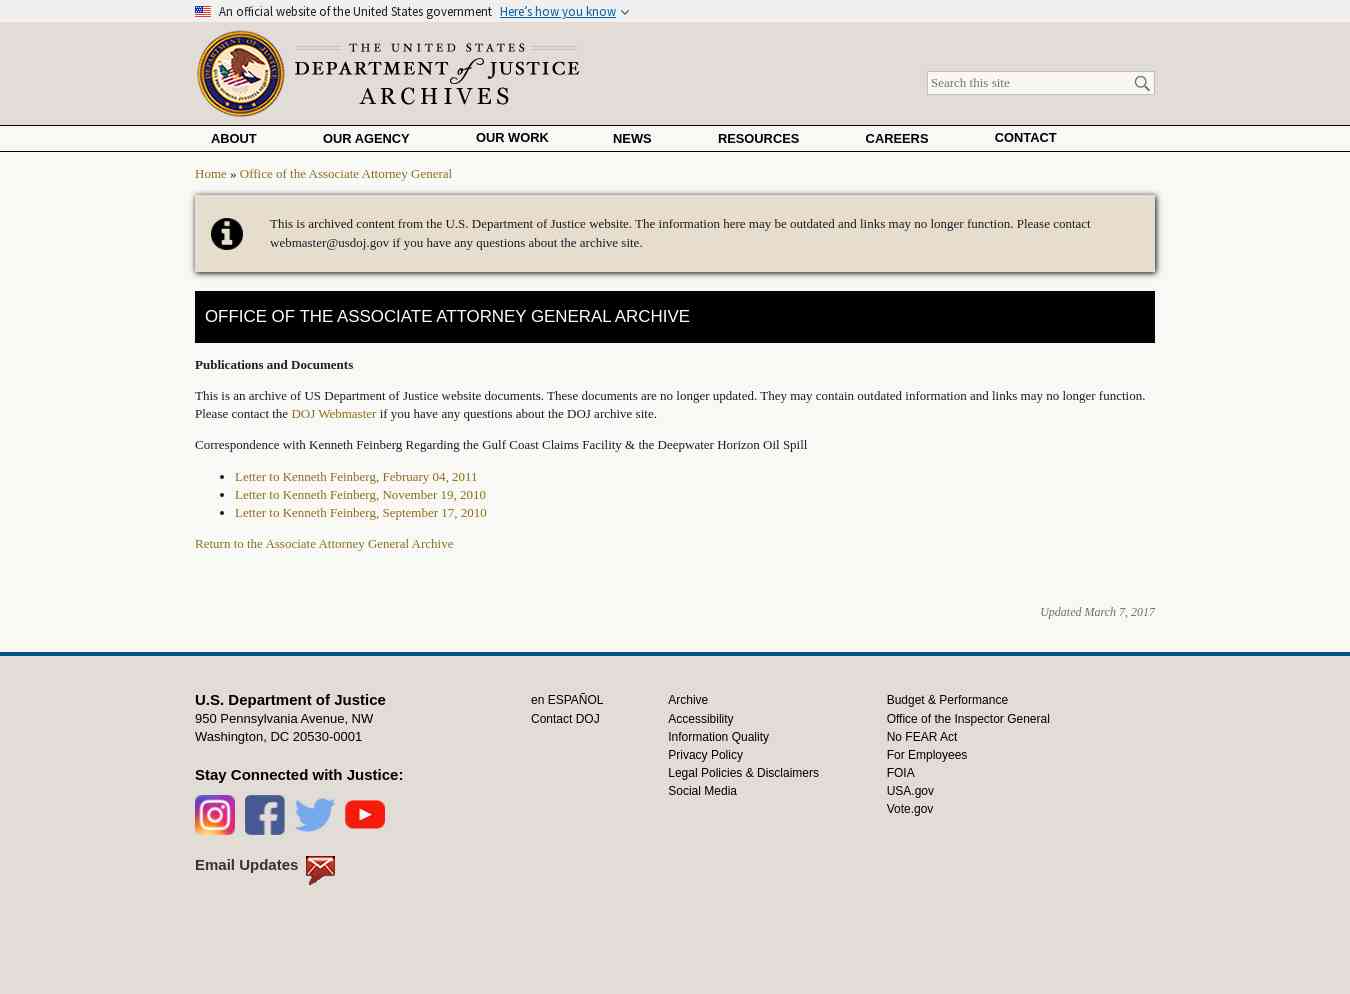 An official website of the United States government Here's how you know
THE UNITED STATES
DEPARTMENT of JUSTICE
ARCHIVES
Search this site
ABOUT OUR AGENCY OUR WORK NEWS RESOURCES CAREERS CONTACT
Home » Office of the Associate Attorney General
This is archived content from the U.S. Department of Justice website. The information here may be outdated and links may no longer function. Please contact
webmaster@usdoj.gov if you have any questions about the archive site.
OFFICE OF THE ASSOCIATE ATTORNEY GENERAL ARCHIVE
Publications and Documents
This is an archive of US Department of Justice website documents. These documents are no longer updated. They may contain outdated information and links may no longer function.
Please contact the DOJ Webmaster if you have any questions about the DOJ archive site.
Correspondence with Kenneth Feinberg Regarding the Gulf Coast Claims Facility & the Deepwater Horizon Oil Spill
• Letter to Kenneth Feinberg, February 04, 2011
• Letter to Kenneth Feinberg, November 19, 2010
• Letter to Kenneth Feinberg, September 17, 2010
Return to the Associate Attorney General Archive
Updated March 7, 2017
U.S. Department of Justice
950 Pennsylvania Avenue, NW
Washington, DC 20530-0001
Stay Connected with Justice:
Email Updates
en ESPAÑOL
Contact DOJ
Archive
Accessibility
Information Quality
Privacy Policy
Legal Policies & Disclaimers
Social Media
Budget & Performance
Office of the Inspector General
No FEAR Act
For Employees
FOIA
USA.gov
Vote.gov